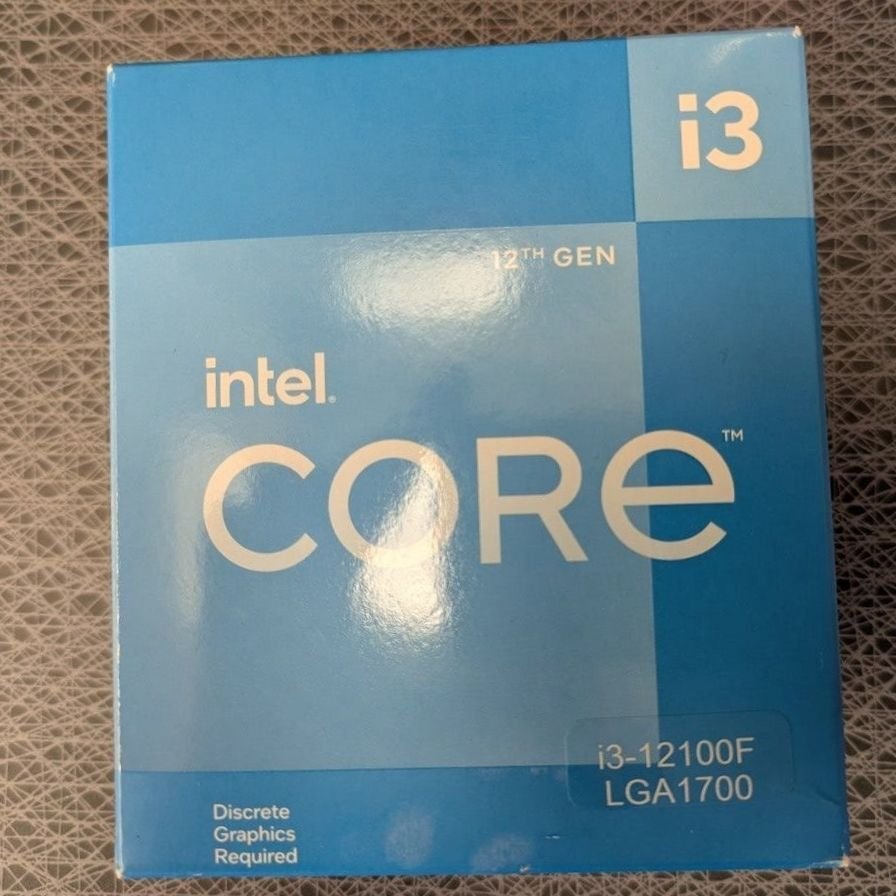 i3
12TH GEN
intel.
CORE™
i3-12100F
LGA1700
Discrete
Graphics
Required